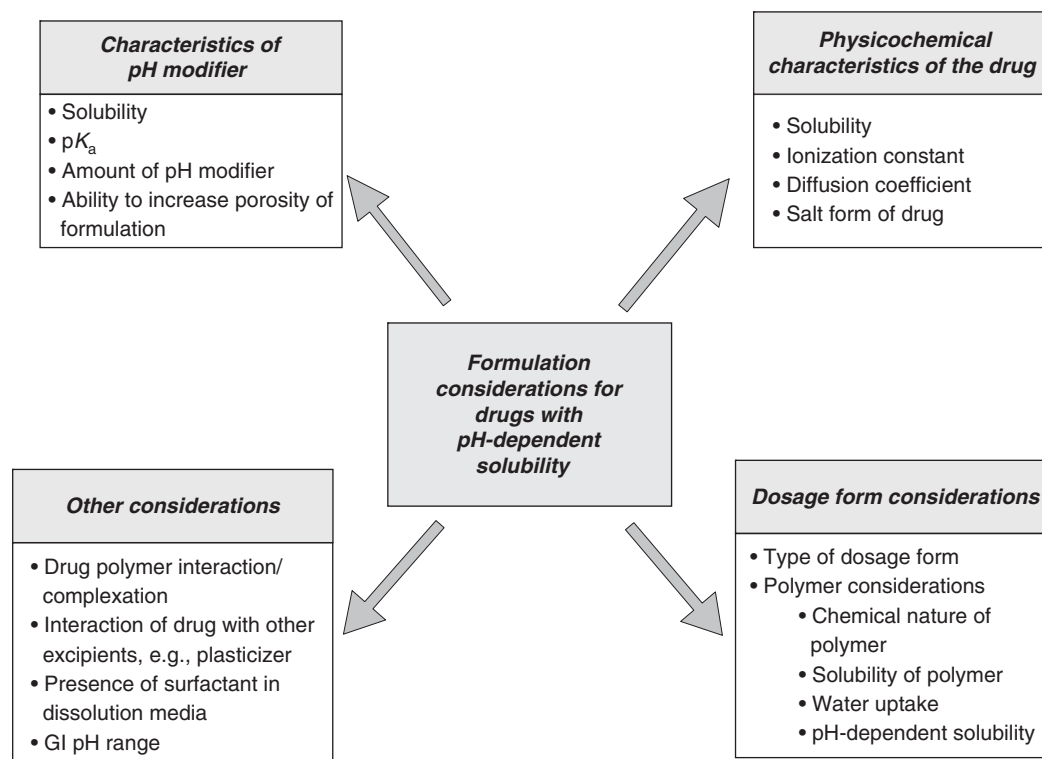 Characteristics of
pH modifier
• Solubility
• pKa
• Amount of pH modifier
• Ability to increase porosity of
formulation
Physicochemical
characteristics of the drug
• Solubility
• Ionization constant
• Diffusion coefficient
• Salt form of drug
Formulation
considerations for
drugs with
pH-dependent
solubility
Other considerations
• Drug polymer interaction/
complexation
• Interaction of drug with other
excipients, e.g., plasticizer
• Presence of surfactant in
dissolution media
• GI pH range
Dosage form considerations
• Type of dosage form
• Polymer considerations
• Chemical nature of
polymer
• Solubility of polymer
• Water uptake
• pH-dependent solubility